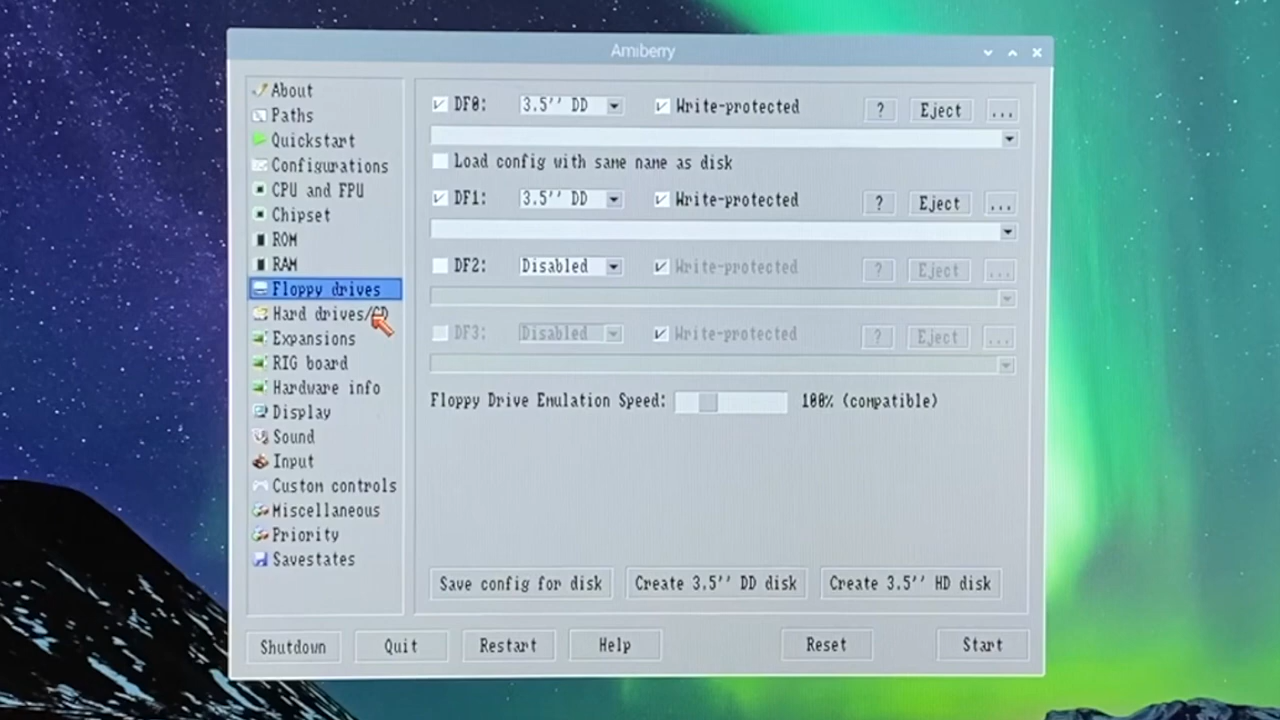 Amiberry
About
Paths
Quickstart
Configurations
CPU and FPU
Chipset
ROM
RAM
Floppy drives
Hard drives/
Expansions
RIG board
Hardware info
Display
Sound
Input
Custom controls
Miscellaneous
Priority
Savestates
DF0: 3.5'' DD Write-protected ? Eject ...
Load config with same name as disk
DF1: 3.5'' DD Write-protected ? Eject ...
DF2: Disabled Write-protected ? Eject ...
DF3: Disabled Write-protected ? Eject ...
Floppy Drive Emulation Speed: 100% (compatible)
Save config for disk Create 3.5'' DD disk Create 3.5'' HD disk
Shutdown Quit Restart Help Reset Start